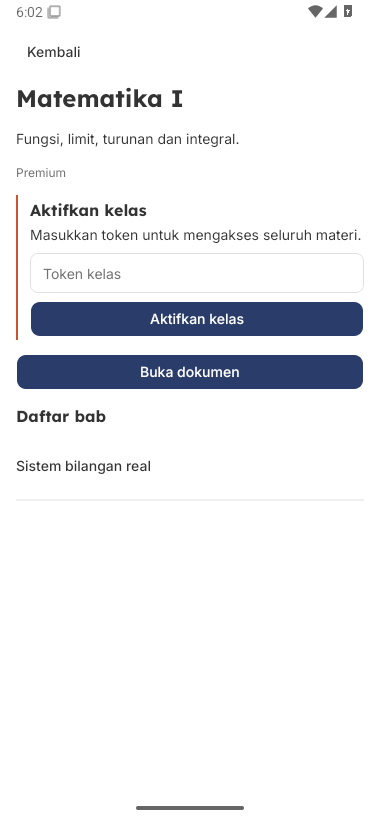 6:02
Kembali
Matematika I
Fungsi, limit, turunan dan integral.
Premium
Aktifkan kelas
Masukkan token untuk mengakses seluruh materi.
Token kelas
Aktifkan kelas
Buka dokumen
Daftar bab
Sistem bilangan real